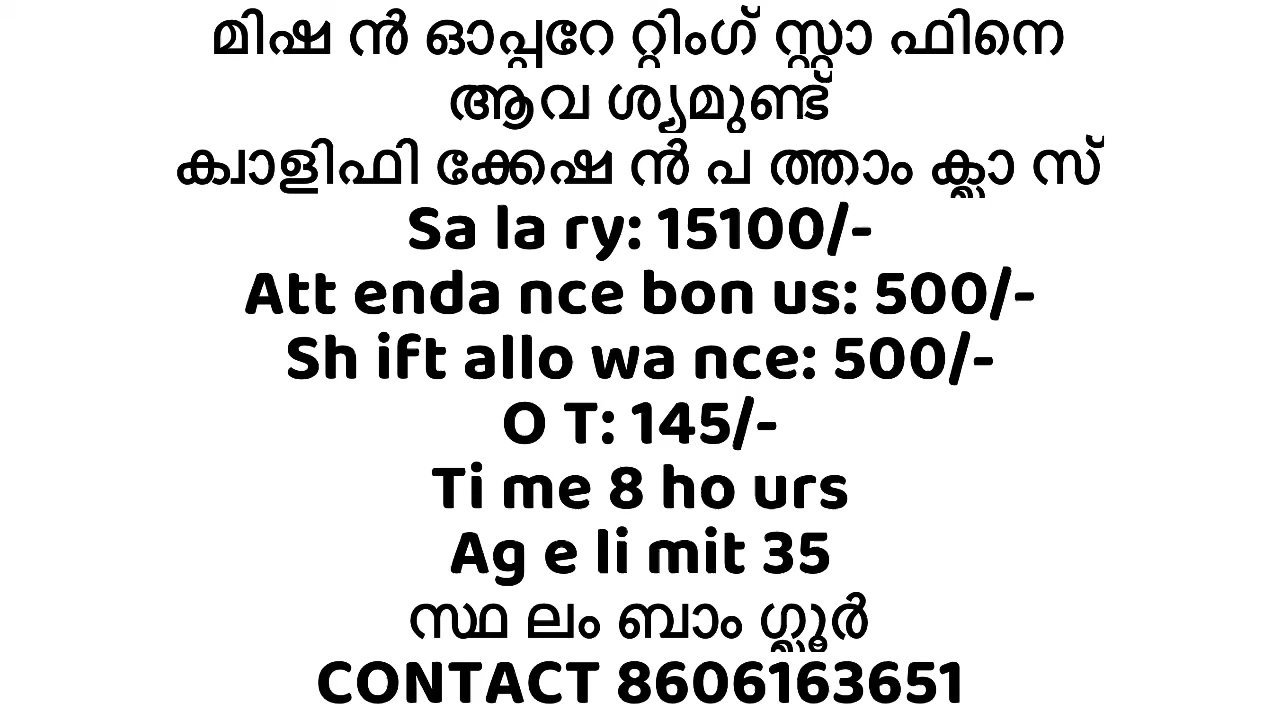 മിഷ ൻ ഓപ്പറേ റ്റിംഗ് സ്റ്റാ ഫിനെ
ആവ ശ്യമുണ്ട്
ക്വാളിഫി ക്കേഷ ൻ പ ത്താം ക്ലാ സ്
Sa la ry: 15100/-
Att enda nce bon us: 500/-
Sh ift allo wa nce: 500/-
O T: 145/-
Ti me 8 ho urs
Ag e li mit 35
സ്ഥ ലം ബാം ഗ്ലൂർ
CONTACT 8606163651